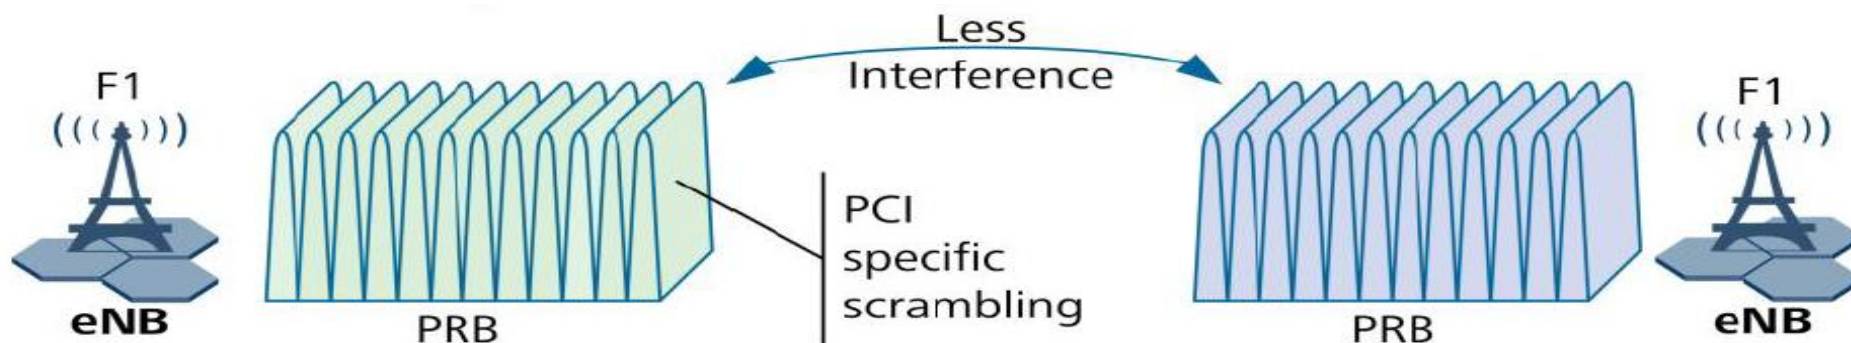 Less
Interference
F1
F1
PCI
specific
scrambling
eNB
PRB
PRB
eNB